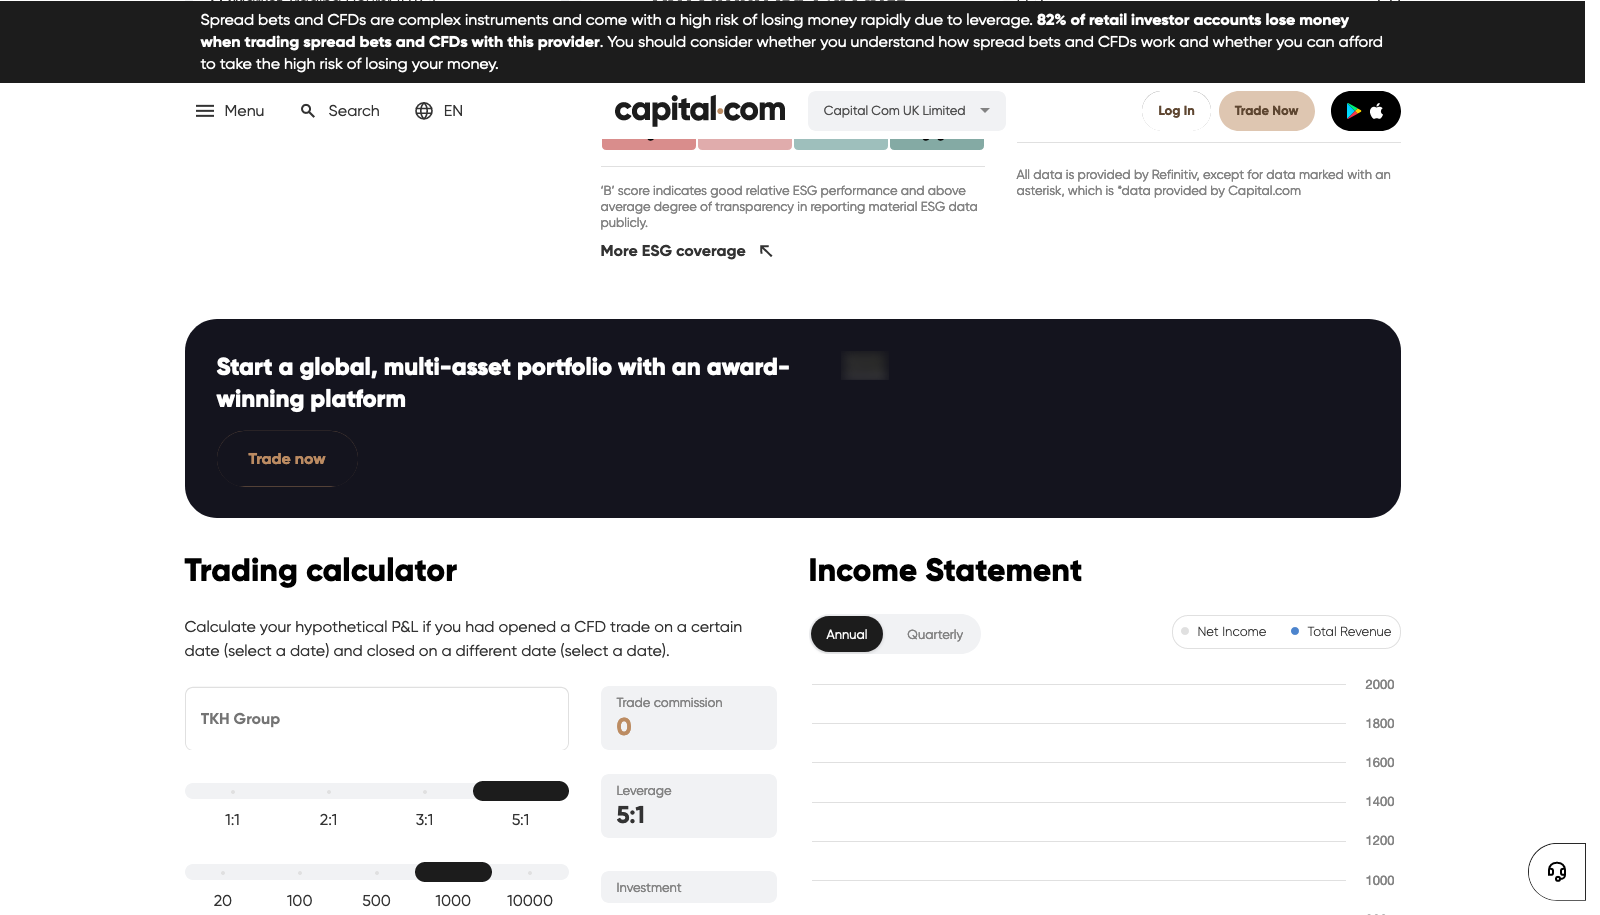 Spread bets and CFDs are complex instruments and come with a high risk of losing money rapidly due to leverage. 82% of retail investor accounts lose money
when trading spread bets and CFDs with this provider. You should consider whether you understand how spread bets and CFDs work and whether you can afford
to take the high risk of losing your money.
Menu Search EN capital.com Capital Com UK Limited Log In Trade Now
'B' score indicates good relative ESG performance and above
average degree of transparency in reporting material ESG data
publicly.
More ESG coverage
All data is provided by Refinitiv, except for data marked with an
asterisk, which is *data provided by Capital.com
Start a global, multi-asset portfolio with an award-
winning platform
Trade now
Trading calculator
Calculate your hypothetical P&L if you had opened a CFD trade on a certain
date (select a date) and closed on a different date (select a date).
TKH Group
1:1 2:1 3:1 5:1
20 100 500 1000 10000
Trade commission
0
Leverage
5:1
Investment
Income Statement
Annual Quarterly
Net Income Total Revenue
2000
1800
1600
1400
1200
1000